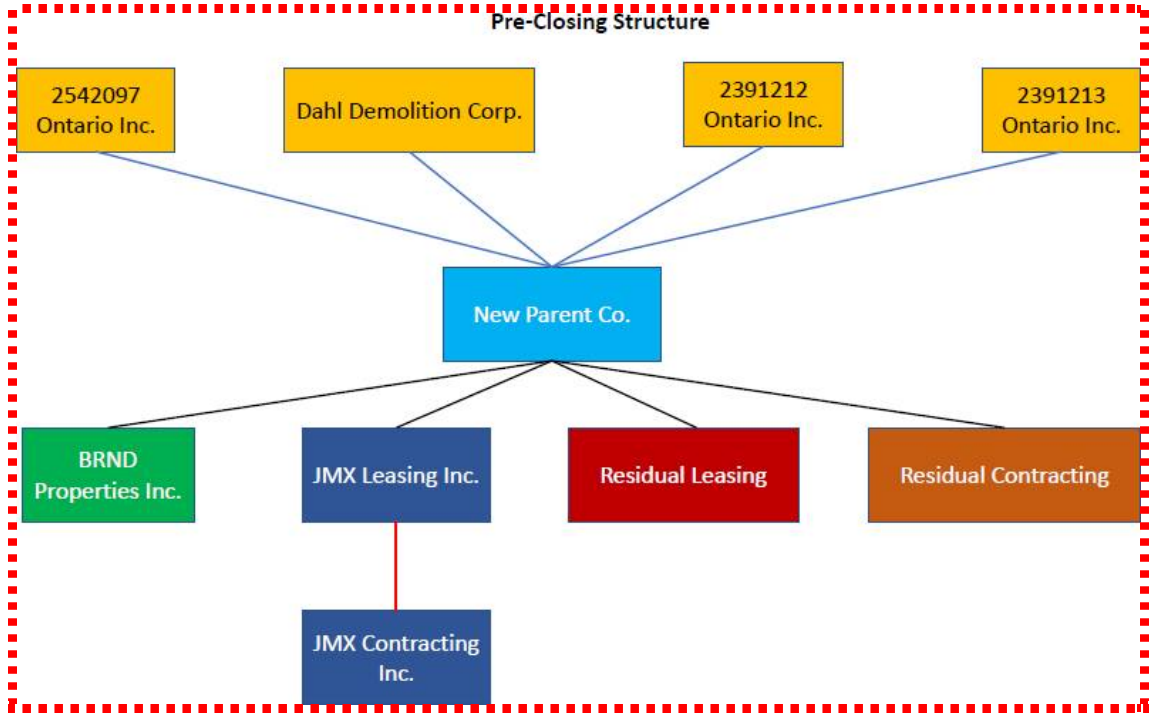 Pre-Closing Structure
2542097
Ontario Inc.
Dahl Demolition Corp.
2391212
Ontario Inc.
2391213
Ontario Inc.
New Parent Co.
BRND
Properties Inc.
JMX Leasing Inc.
Residual Leasing
Residual Contracting
JMX Contracting
Inc.